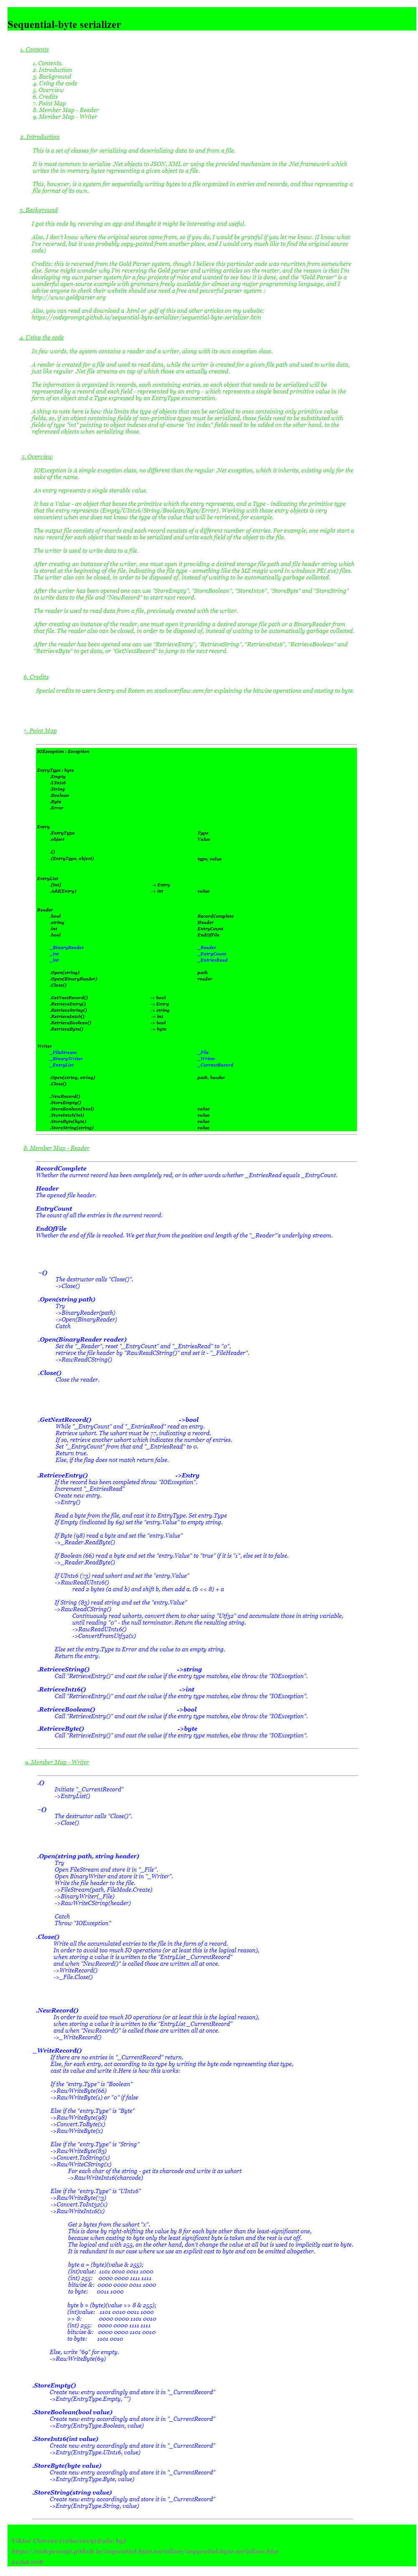 Sequential-byte serializer
1. Contents
1. Contents.
2. Introduction
3. Background
4. Using the code
5. Overview
6. Credits
7. Point Map
8. Member Map - Reader
9. Member Map - Writer
2. Introduction
This is a set of classes for serializing and deserializing data to and from a file.
It is most common to serialize .Net objects to JSON, XML or using the provided mechanism in the .Net framework which
writes the in-memory bytes representing a given object to a file.
This, however, is a system for sequentially writing bytes to a file organized in entries and records, and thus representing a
file format of its own.
3. Background
I got this code by reversing an app and thought it might be interesting and useful.
Also, I don't know where the original source came from, so if you do, I would be grateful if you let me know. (I know what
I've reversed, but it was probably copy-pasted from another place, and I would very much like to find the original source
code)
Credits: this is reversed from the Gold Parser system, though I believe this particular code was rewritten from somewhere
else. Some might wonder why I'm reversing the Gold parser and writing articles on the matter, and the reason is that I'm
developing my own parser system for a few projects of mine and wanted to see how it is done, and the "Gold Parser" is a
wonderful open-source example with grammars freely available for almost any major programming language, and I
advise anyone to check their website should one need a free and powerful parser system :
http://www.goldparser.org
Also, you can read and download a .html or .pdf of this and other articles on my website:
https://codeprompt.github.io/sequential-byte-serializer/sequential-byte-serializer.htm
4. Using the code
In few words, the system contains a reader and a writer, along with its own exception class.
A reader is created for a file and used to read data, while the writer is created for a given file path and used to write data,
just like regular .Net file streams on top of which those are actually created.
The information is organized in records, each containing entries, so each object that needs to be serialized will be
represented by a record and each field - represented by an entry - which represents a single boxed primitive value in the
form of an object and a Type expressed by an EntryType enumeration.
A thing to note here is how this limits the type of objects that can be serialized to ones containing only primitive value
fields, so, if an object containing fields of non-primitive types must be serialized, those fields need to be substituted with
fields of type "int" pointing to object indexes and of-course "int index" fields need to be added on the other hand, to the
referenced objects when serializing those.
5. Overview
IOException is A simple exception class, no different than the regular .Net exception, which it inherits, existing only for the
sake of the name.
An entry represents a single storable value.
It has a Value - an object that boxes the primitive which the entry represents, and a Type - indicating the primitive type
that the entry represents (Empty/UInt16/String/Boolean/Byte/Error). Working with those entry objects is very
convenient when one does not know the type of the value that will be retrieved, for example.
The output file consists of records and each record consists of a different number of entries. For example, one might start a
new record for each object that needs to be serialized and write each field of the object to the file.
The writer is used to write data to a file.
After creating an instance of the writer, one must open it providing a desired storage file path and file header string which
is stored at the beginning of the file, indicating the file type - something like the MZ magic word in windows PE(.exe) files.
The writer also can be closed, in order to be disposed of, instead of waiting to be automatically garbage collected.
After the writer has been opened one can use "StoreEmpty", "StoreBoolean", "StoreInt16", "StoreByte" and "StoreString"
to write data to the file and "NewRecord" to start next record.
The reader is used to read data from a file, previously created with the writer.
After creating an instance of the reader, one must open it providing a desired storage file path or a BinaryReader from
that file. The reader also can be closed, in order to be disposed, instead of waiting to be automatically garbage collected.
After the reader has been opened one can use "RetrieveEntry", "RetrieveString", "RetrieveInt16", "RetrieveBoolean" and
"RetrieveByte" to get data, or "GetNextRecord" to jump to the next record.
6. Credits
Special credits to users Sentry and Rotem on stackoverflow.com for explaining the bitwise operations and casting to byte.
7. Point Map
IOException : Exception
EntryType : byte
.Empty
.UInt16
.String
.Boolean
.Byte
.Error
Entry
.EntryType Type
.object Value
.()
.(EntryType, object) type, value
EntryList
.[int] -> Entry
.Add(Entry) -> int value
Reader
.bool RecordComplete
.string Header
.int EntryCount
.bool EndOfFile
_BinaryReader _Reader
_int _EntryCount
_int _EntriesRead
.Open(string) path
.Open(BinaryReader) reader
.Close()
.GetNextRecord() -> bool
.RetrieveEntry() -> Entry
.RetrieveString() -> string
.RetrieveInt16() -> int
.RetrieveBoolean() -> bool
.RetrieveByte() -> byte
Writer
_FileStream _File
_BinaryWriter _Writer
_EntryList _CurrentRecord
.Open(string, string) path, header
.Close()
.NewRecord()
.StoreEmpty()
.StoreBoolean(bool) value
.StoreInt16(int) value
.StoreByte(byte) value
.StoreString(string) value
8. Member Map - Reader
RecordComplete
Whether the current record has been completely red, or in other words whether _EntriesRead equals _EntryCount.
Header
The opened file header.
EntryCount
The count of all the entries in the current record.
EndOfFile
Whether the end of file is reached. We get that from the position and length of the "_Reader"'s underlying stream.
~()
The destructor calls "Close()".
->Close()
.Open(string path)
Try
->BinaryReader(path)
->Open(BinaryReader)
Catch
.Open(BinaryReader reader)
Set the "_Reader", reset "_EntryCount" and "_EntriesRead" to "0",
retrieve the file header by "RawReadCString()" and set it - "_FileHeader".
->RawReadCString()
.Close()
Close the reader.
.GetNextRecord() ->bool
While "_EntryCount" and "_EntriesRead" read an entry.
Retrieve ushort. The ushort must be 77, indicating a record.
If so, retrieve another ushort which indicates the number of entries.
Set "_EntryCount" from that and "_EntriesRead" to 0.
Return true.
Else, if the flag does not match return false.
.RetrieveEntry() ->Entry
If the record has been completed throw "IOException".
Increment "_EntriesRead"
Create new entry.
->Entry()
Read a byte from the file, and cast it to EntryType. Set entry.Type
If Empty (indicated by 69) set the "entry.Value" to empty string.
If Byte (98) read a byte and set the "entry.Value"
->_Reader.ReadByte()
If Boolean (66) read a byte and set the "entry.Value" to "true" if it is "1", else set it to false.
->_Reader.ReadByte()
If UInt16 (73) read ushort and set the "entry.Value"
->RawReadUInt16()
read 2 bytes (a and b) and shift b, then add a. (b << 8) + a
If String (83) read string and set the "entry.Value"
->RawReadCString()
Continuously read ushorts, convert them to char using "Utf32" and accumulate those in string variable,
until reading "0" - the null terminator. Return the resulting string.
->RawReadUInt16()
->ConvertFromUtf32(x)
Else set the entry.Type to Error and the value to an empty string.
Return the entry.
.RetrieveString() ->string
Call "RetrieveEntry()" and cast the value if the entry type matches, else throw the "IOException".
.RetrieveInt16() ->int
Call "RetrieveEntry()" and cast the value if the entry type matches, else throw the "IOException".
.RetrieveBoolean() ->bool
Call "RetrieveEntry()" and cast the value if the entry type matches, else throw the "IOException".
.RetrieveByte() ->byte
Call "RetrieveEntry()" and cast the value if the entry type matches, else throw the "IOException".
9. Member Map - Writer
.()
Initiate "_CurrentRecord"
->EntryList()
~()
The destructor calls "Close()".
->Close()
.Open(string path, string header)
Try
Open FileStream and store it in "_File".
Open BinaryWriter and store it in "_Writer".
Write the file header to the file.
->FileStream(path, FileMode.Create)
->BinaryWriter(_File)
->RawWriteCString(header)
Catch
Throw "IOException"
.Close()
Write all the accumulated entries to the file in the form of a record.
In order to avoid too much IO operations (or at least this is the logical reason),
when storing a value it is written to the "EntryList _CurrentRecord"
and when "NewRecord()" is called those are written all at once.
->WriteRecord()
->_File.Close()
.NewRecord()
In order to avoid too much IO operations (or at least this is the logical reason),
when storing a value it is written to the "EntryList _CurrentRecord"
and when "NewRecord()" is called those are written all at once.
->_WriteRecord()
_WriteRecord()
If there are no entries in "_CurrentRecord" return.
Else, for each entry, act according to its type by writing the byte code representing that type,
cast its value and write it.Here is how this works:
If the "entry.Type" is "Boolean"
->RawWriteByte(66)
->RawWriteByte(1) or "0" if false
Else if the "entry.Type" is "Byte"
->RawWriteByte(98)
->Convert.ToByte(x)
->RawWriteByte(x)
Else if the "entry.Type" is "String"
->RawWriteByte(83)
->Convert.ToString(x)
->RawWriteCString(x)
For each char of the string - get its charcode and write it as ushort
->RawWriteInt16(charcode)
Else if the "entry.Type" is "UInt16"
->RawWriteByte(73)
->Convert.ToInt32(x)
->RawWriteInt16(x)
Get 2 bytes from the ushort "x".
This is done by right-shifting the value by 8 for each byte other than the least-significant one,
because when casting to byte only the least significant byte is taken and the rest is cut off.
The logical and with 255, on the other hand, don't change the value at all but is used to implicitly cast to byte.
It is redundant in our case where we use an explicit cast to byte and can be omitted altogether.
byte a = (byte)(value & 255);
(int)value: 1101 0010 0011 1000
(int) 255: 0000 0000 1111 1111
bitwise &: 0000 0000 0011 1000
to byte: 0011 1000
byte b = (byte)(value >> 8 & 255);
(int)value: 1101 0010 0011 1000
>> 8: 0000 0000 1101 0010
(int) 255: 0000 0000 1111 1111
bitwise &: 0000 0000 1101 0010
to byte: 1101 0010
Else, write "69" for empty.
->RawWriteByte(69)
.StoreEmpty()
Create new entry accordingly and store it in "_CurrentRecord"
->Entry(EntryType.Empty, "")
.StoreBoolean(bool value)
Create new entry accordingly and store it in "_CurrentRecord"
->Entry(EntryType.Boolean, value)
.StoreInt16(int value)
Create new entry accordingly and store it in "_CurrentRecord"
->Entry(EntryType.UInt16, value)
.StoreByte(byte value)
Create new entry accordingly and store it in "_CurrentRecord"
->Entry(EntryType.Byte, value)
.StoreString(string value)
Create new entry accordingly and store it in "_CurrentRecord"
->Entry(EntryType.String, value)